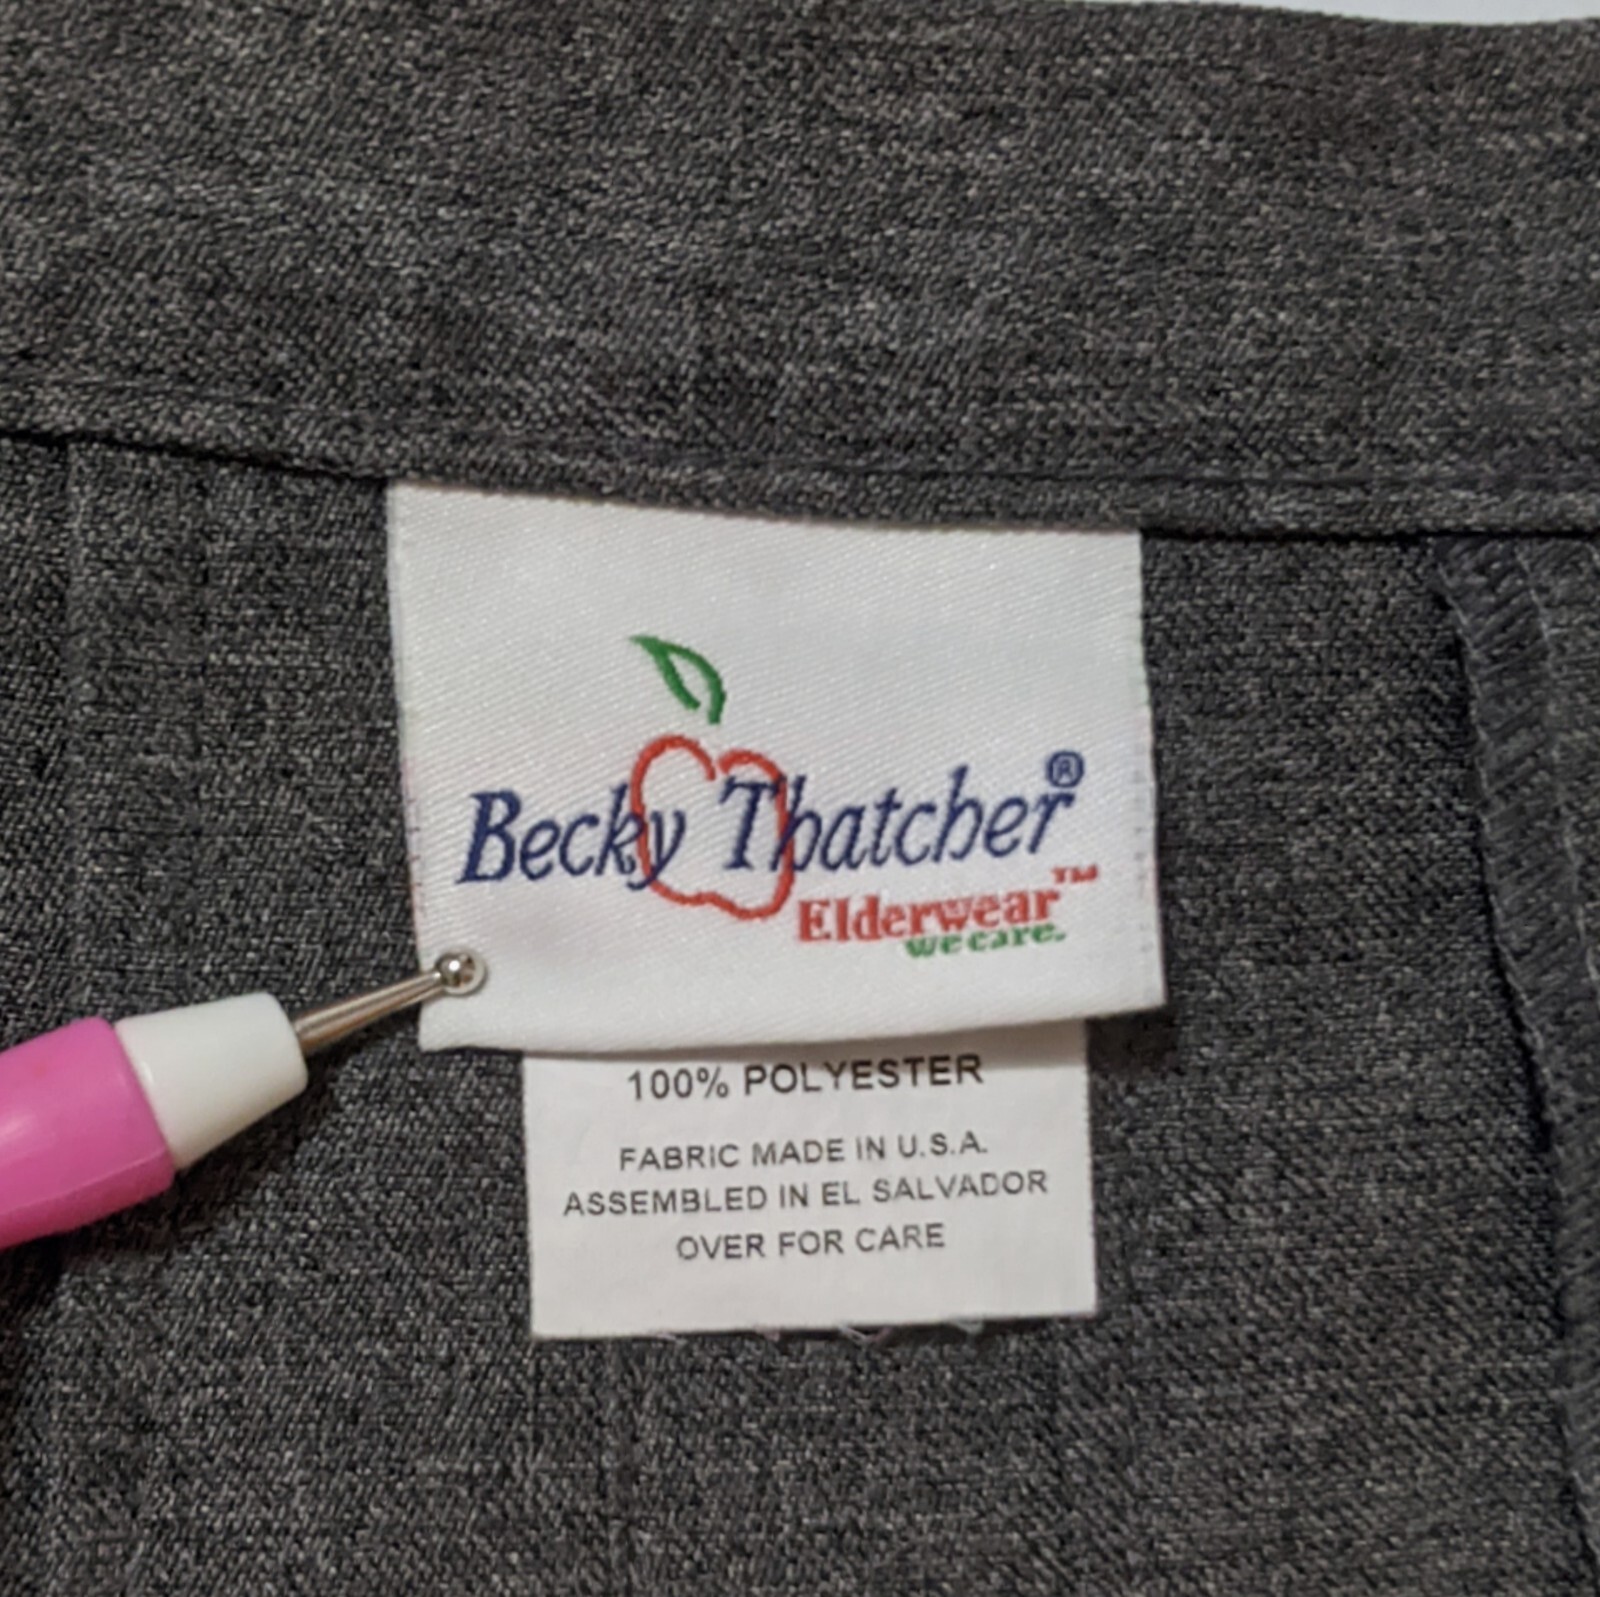 Becky Thatcher®
Elderwear™
we care.
100% POLYESTER
FABRIC MADE IN U.S.A.
ASSEMBLED IN EL SALVADOR
OVER FOR CARE